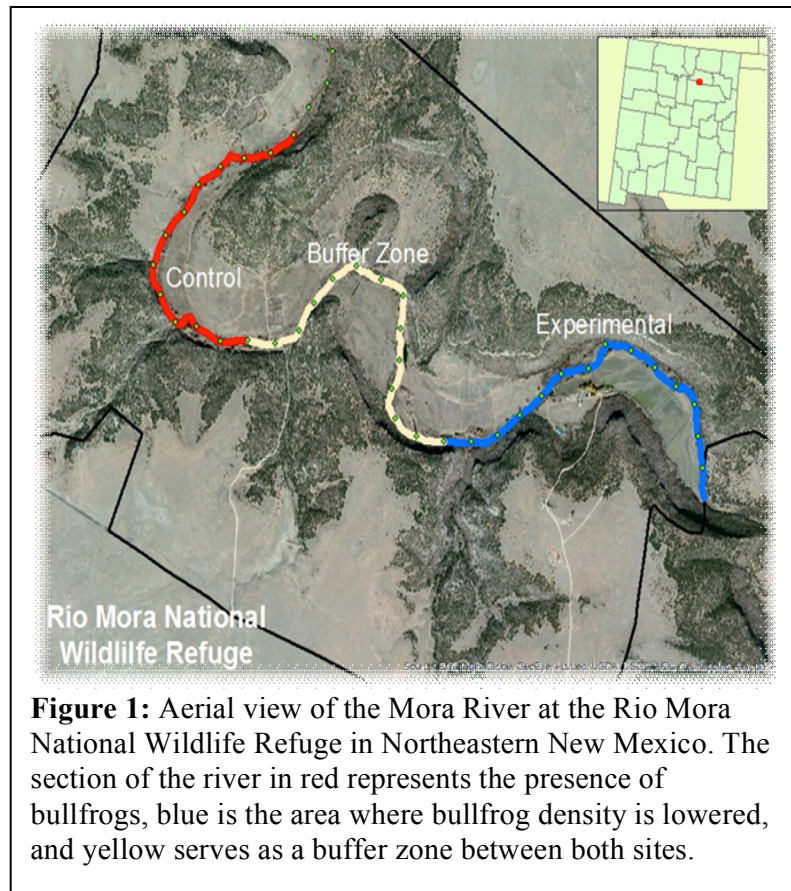 Buffer Zone
Control
Experimental
Rio Mora National
Wildlilfe Refuge
Figure 1: Aerial view of the Mora River at the Rio Mora
National Wildlife Refuge in Northeastern New Mexico. The
section of the river in red represents the presence of
bullfrogs, blue is the area where bullfrog density is lowered,
and yellow serves as a buffer zone between both sites.